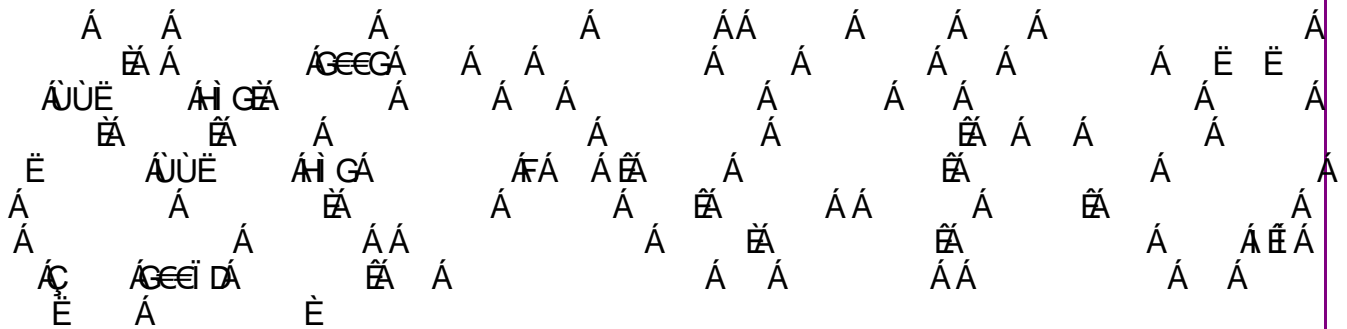 Á Á Á Á ÁÁ Á Á Á Á
ÈÁ Á ÁG€€GÁ Á Á Á Á Á Á Á Ë Ë
ÁÙÙË ÁHÌGÈÁ Á Á Á Á Á Á Á Á
ÈÁ ÊÁ Á Á Á ÊÁ Á Á Á
Ë ÁÙÙË ÁHÌGÁ ÁFÁ ÁÊÁ Á ÊÁ Á Á
Á Á ÈÁ Á Á ÊÁ ÁÁ Á ÊÁ Á
Á Á ÁÁ Á ÈÁ ÊÁ Á Á
ÁÇ ÁG€€ÏDÁ ÊÁ Á Á Á ÁÁ Á Á
Ë Á È